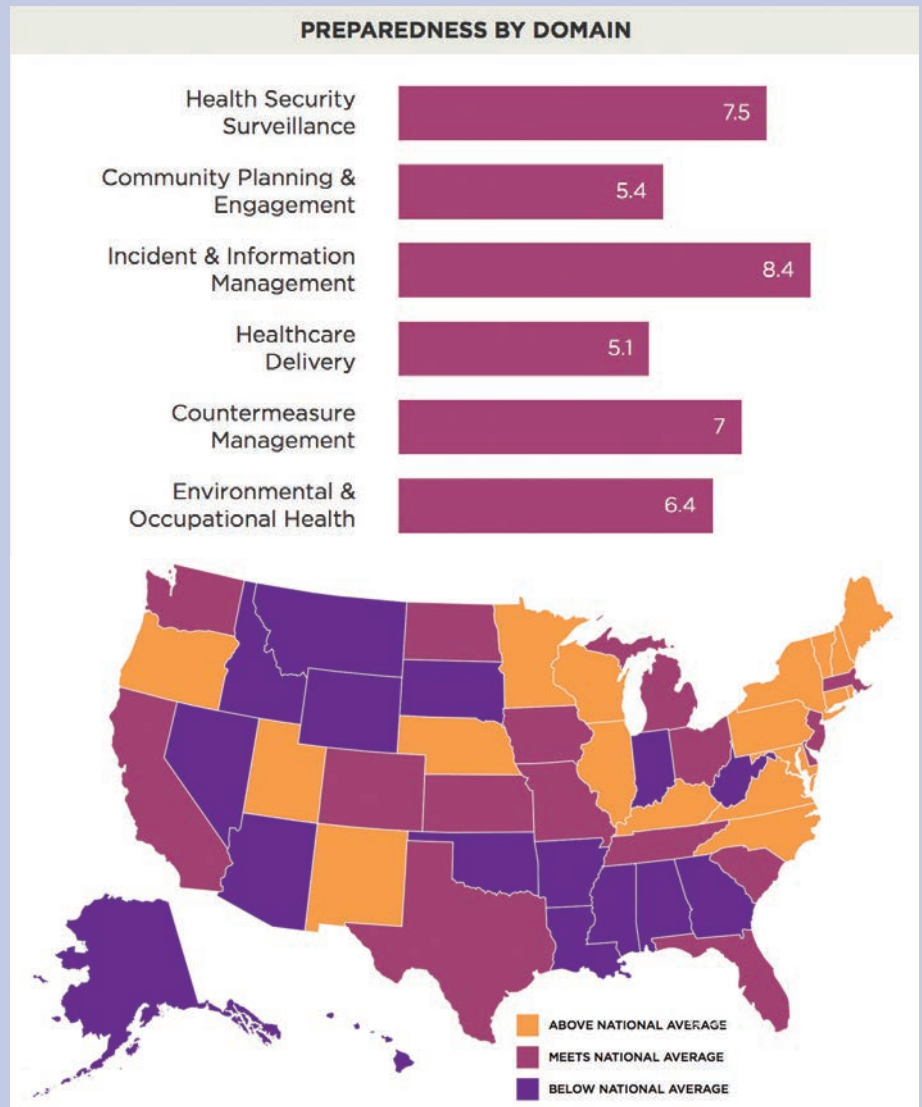 PREPAREDNESS BY DOMAIN
Health Security
Surveillance
7.5
Community Planning &
Engagement
5.4
Incident & Information
Management
8.4
Healthcare
Delivery
5.1
Countermeasure
Management
7
Environmental &
Occupational Health
6.4
ABOVE NATIONAL AVERAGE
MEETS NATIONAL AVERAGE
BELOW NATIONAL AVERAGE